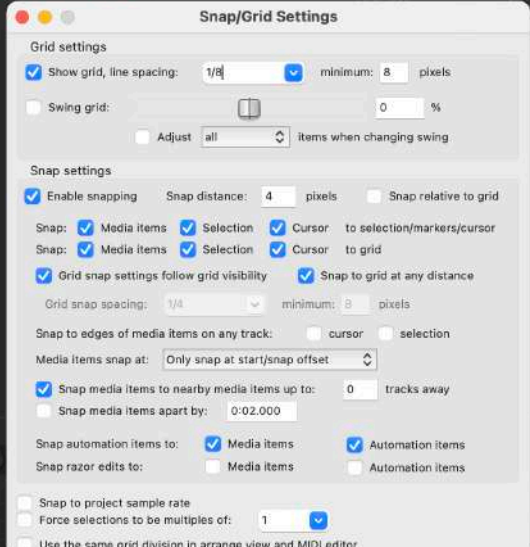 Snap/Grid Settings
Grid settings
Show grid, line spacing: 1/8 minimum: 8 pixels
Swing grid: 0 %
Adjust all items when changing swing
Snap settings
Enable snapping Snap distance: 4 pixels Snap relative to grid
Snap: Media items Selection Cursor to selection/markers/cursor
Snap: Media items Selection Cursor to grid
Grid snap settings follow grid visibility Snap to grid at any distance
Grid snap spacing: 1/4 minimum: 8 pixels
Snap to edges of media items on any track: cursor selection
Media items snap at: Only snap at start/snap offset
Snap media items to nearby media items up to: 0 tracks away
Snap media items apart by: 0:02.000
Snap automation items to: Media items Automation items
Snap razor edits to: Media items Automation items
Snap to project sample rate
Force selections to be multiples of: 1
Use the same grid division in arrange view and MIDI editor